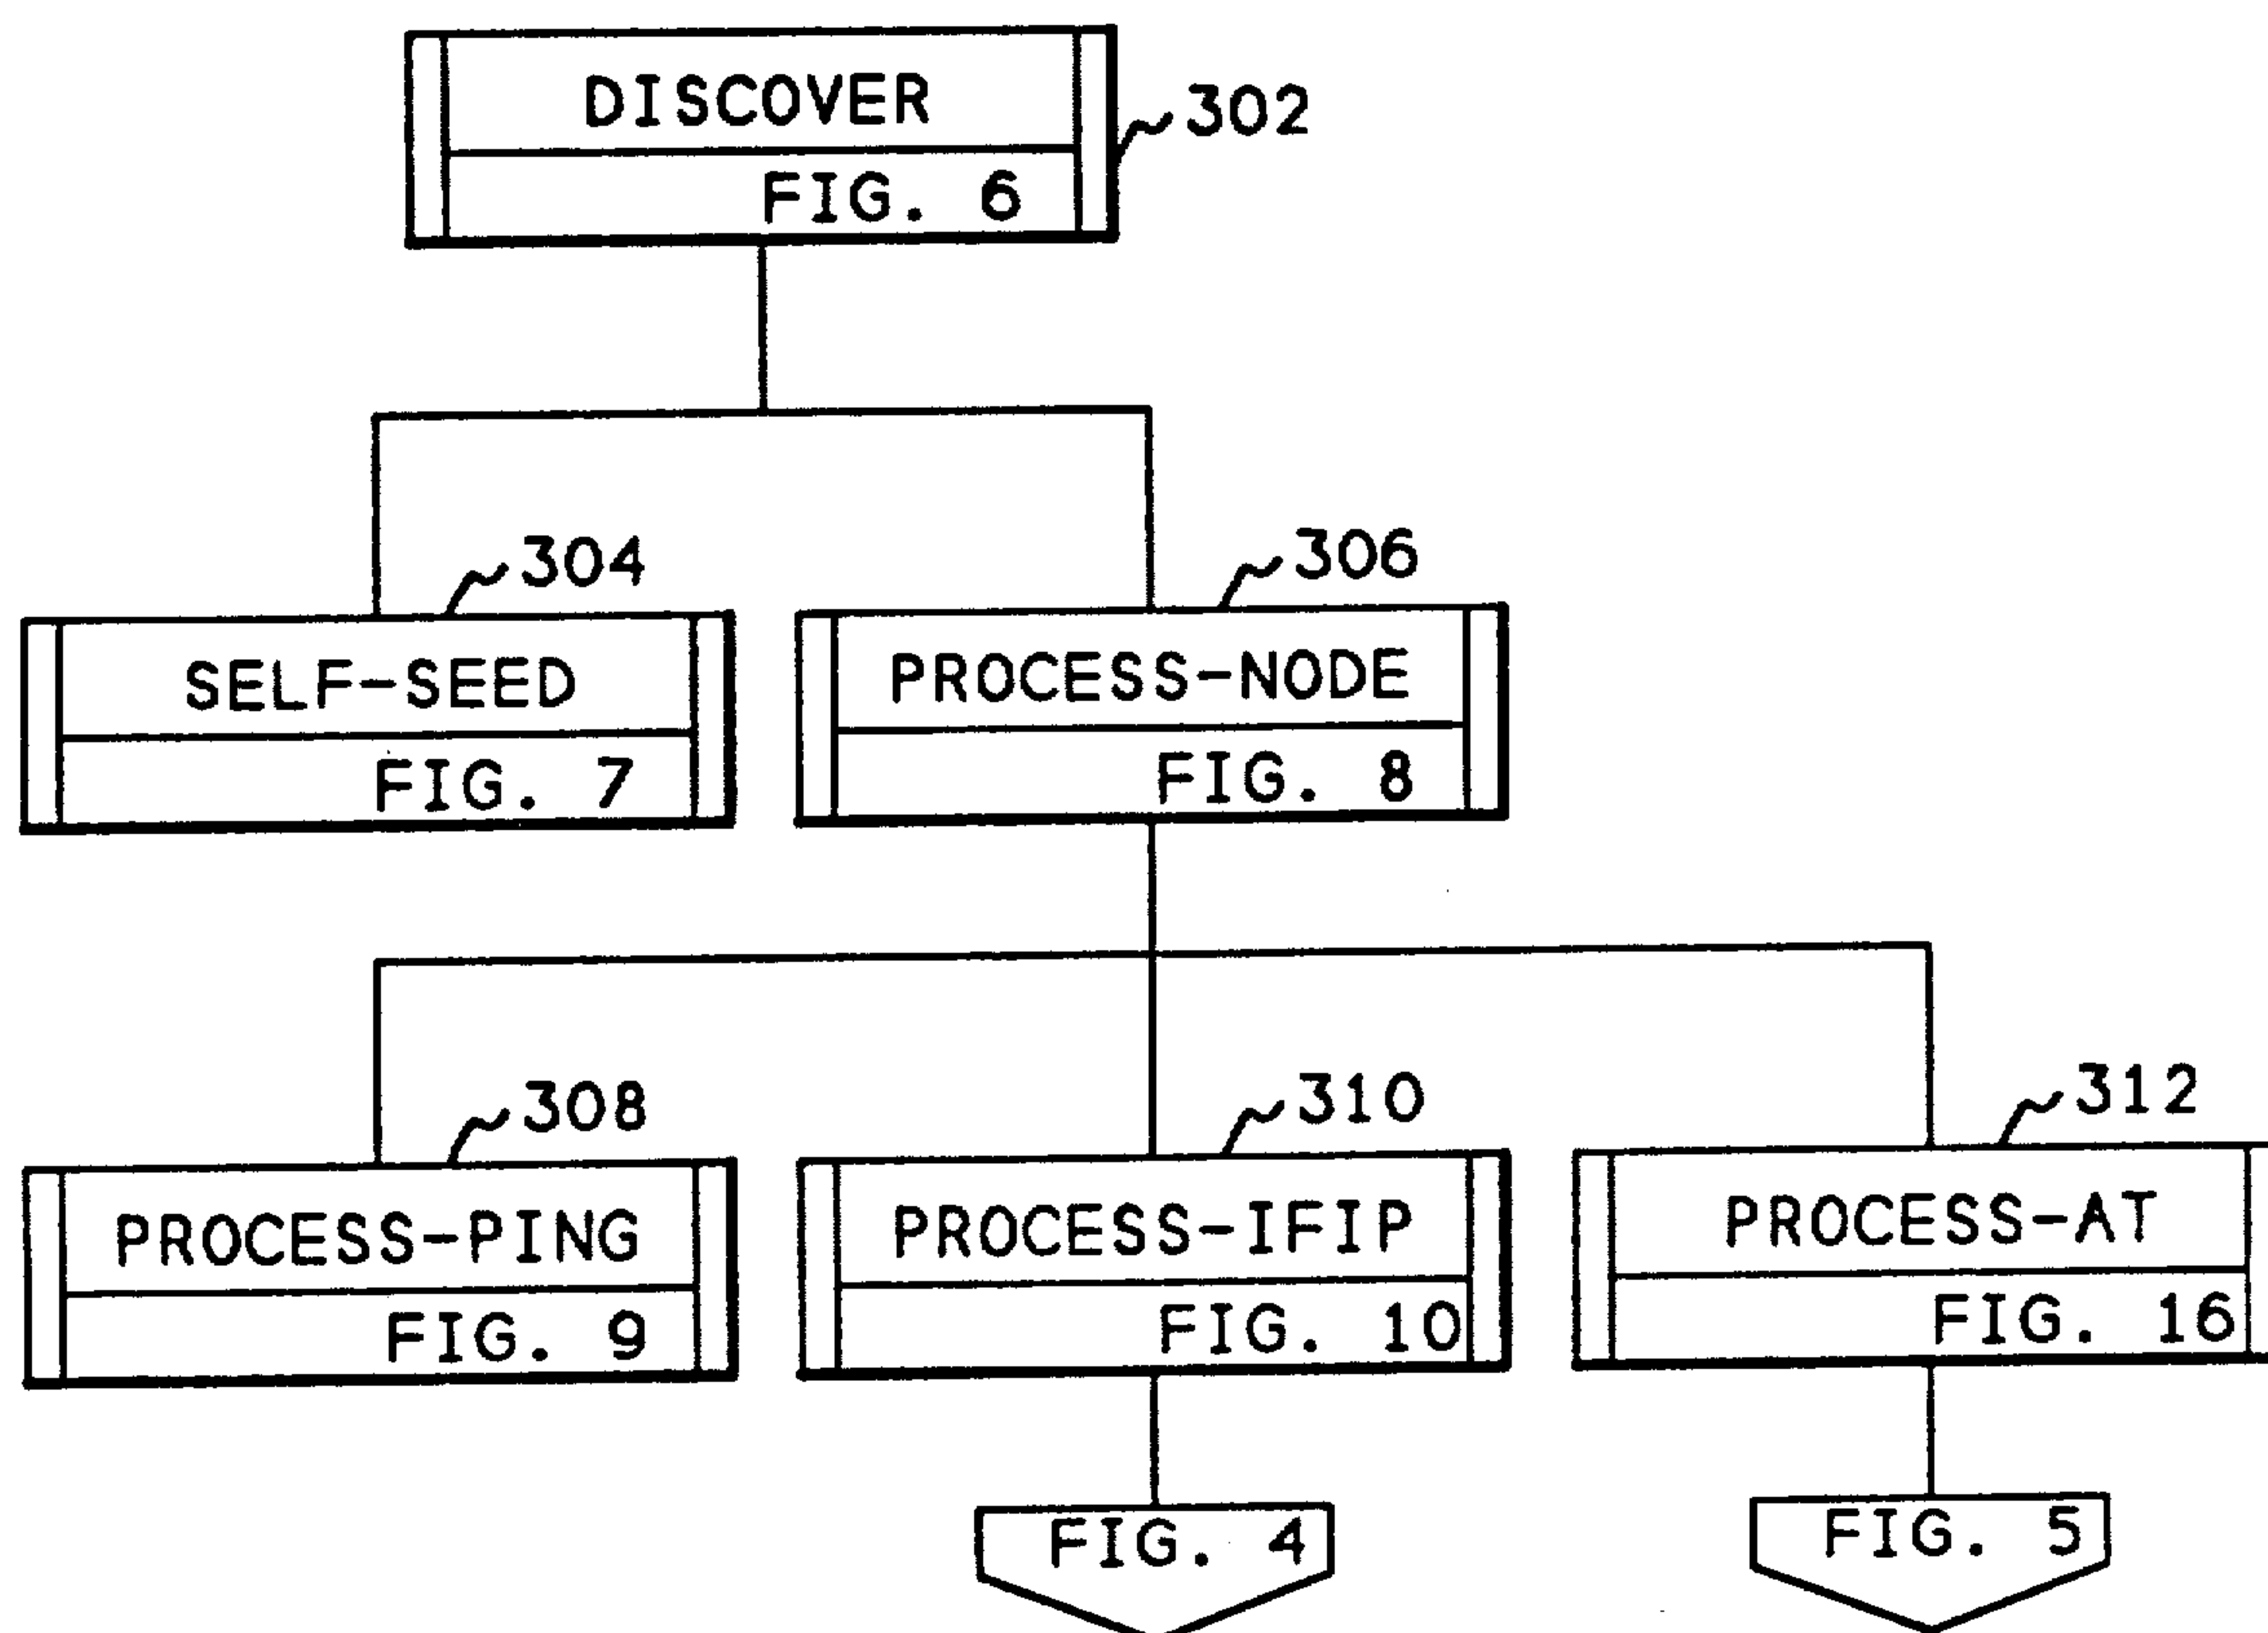 DISCOVER
302
FIG. 6
304
306
SELF-SEED
PROCESS-NODE
FIG. 7
FIG. 8
308
310
312
PROCESS-PING
PROCESS-IFIP
PROCESS-AT
FIG. 9
FIG. 10
FIG. 16
FIG. 4
FIG. 5